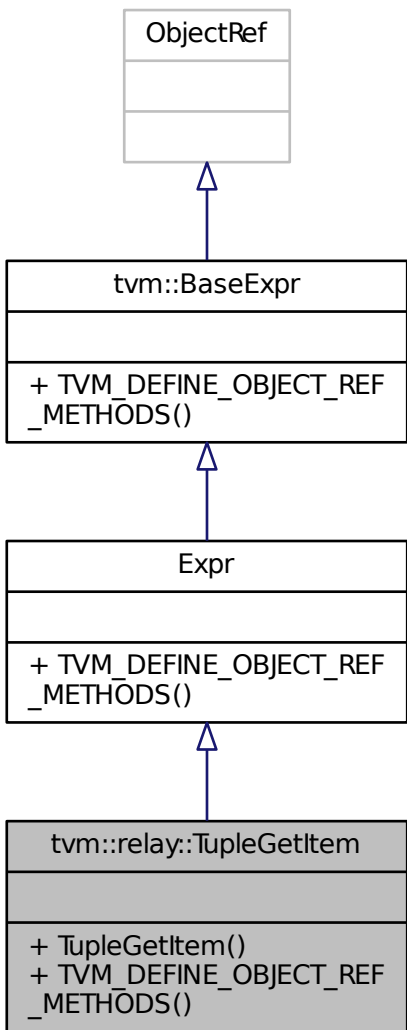 ObjectRef
tvm::BaseExpr
+ TVM_DEFINE_OBJECT_REF
_METHODS()
Expr
+ TVM_DEFINE_OBJECT_REF
_METHODS()
tvm::relay::TupleGetItem
+ TupleGetItem()
+ TVM_DEFINE_OBJECT_REF
_METHODS()